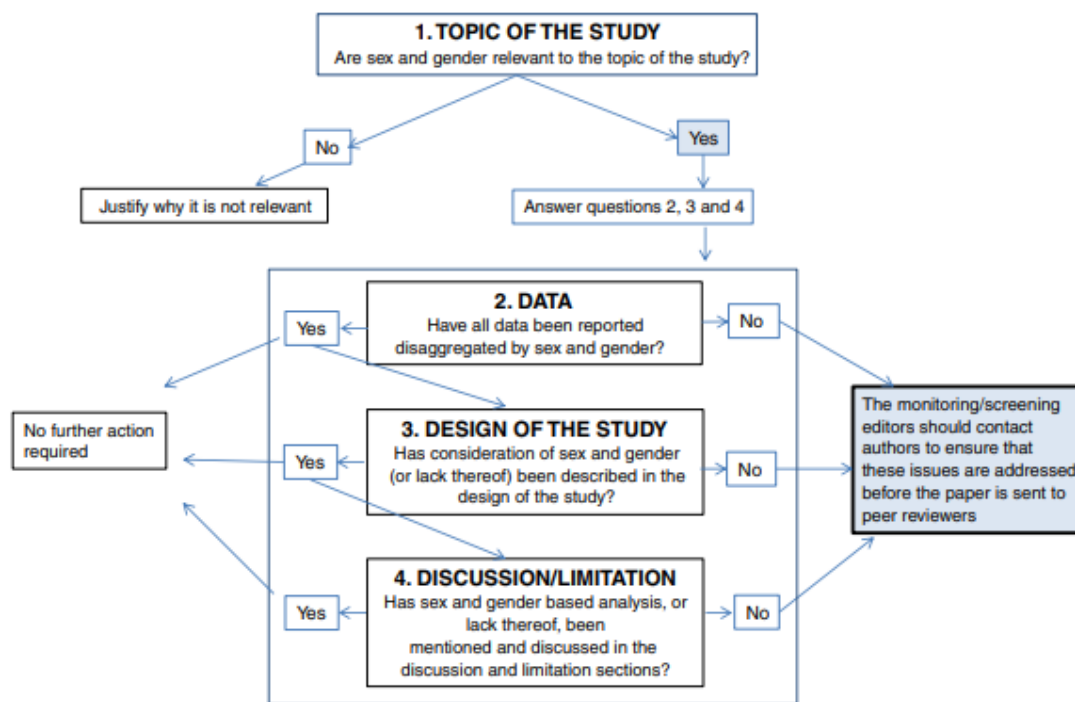 1. TOPIC OF THE STUDY
Are sex and gender relevant to the topic of the study?
No
Yes
Justify why it is not relevant
Answer questions 2, 3 and 4
2. DATA
Have all data been reported
disaggregated by sex and gender?
Yes
No
No further action
required
3. DESIGN OF THE STUDY
Has consideration of sex and gender
(or lack thereof) been described in the
design of the study?
Yes
No
The monitoring/screening
editors should contact
authors to ensure that
these issues are addressed
before the paper is sent to
peer reviewers
4. DISCUSSION/LIMITATION
Has sex and gender based analysis, or
lack thereof, been
mentioned and discussed in the
discussion and limitation sections?
Yes
No